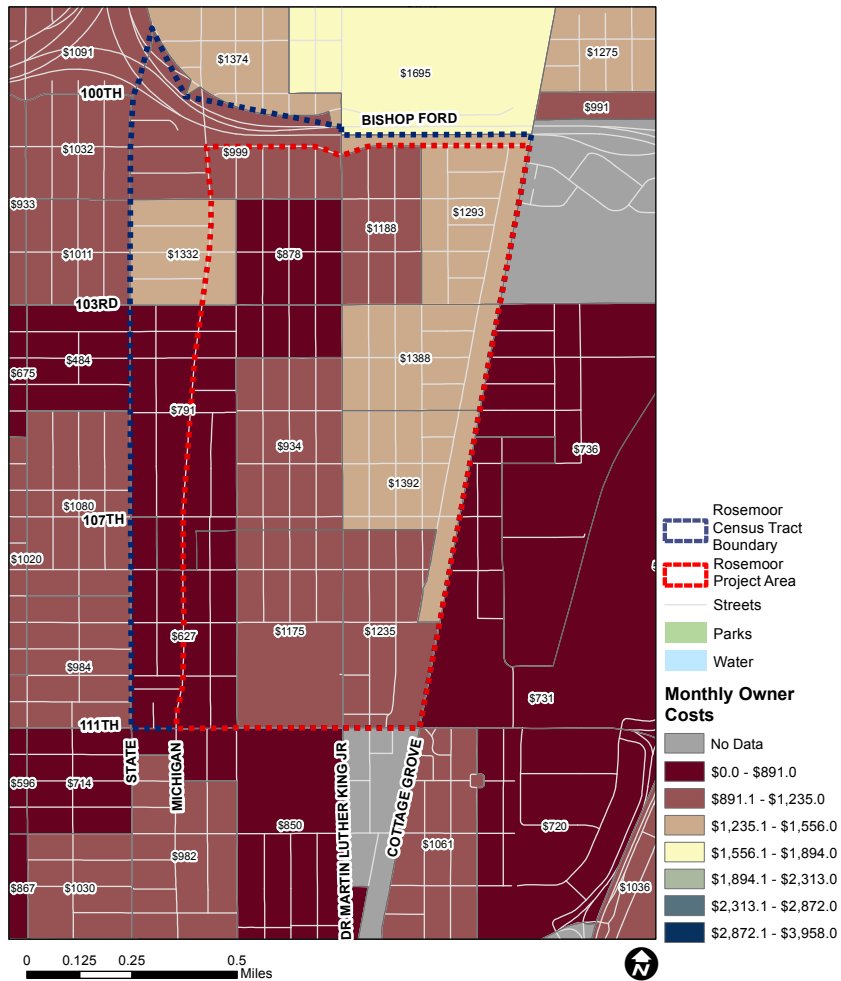 $1091
$1374
$1695
$1275
100TH
BISHOP FORD
$991
$1032
$999
$933
$1188
$1293
$1011
$1332
$878
103RD
$484
$1388
$675
$791
$934
$736
$1392
$1080
107TH
$1020
$627
$1175
$1235
$984
$731
111TH
STATE
MICHIGAN
DR MARTIN LUTHER KING JR
COTTAGE GROVE
$596
$714
$850
$720
$982
$1061
$867
$1030
$1036
Rosemoor
Census Tract
Boundary
Rosemoor
Project Area
Streets
Parks
Water
Monthly Owner
Costs
No Data
$0.0 - $891.0
$891.1 - $1,235.0
$1,235.1 - $1,556.0
$1,556.1 - $1,894.0
$1,894.1 - $2,313.0
$2,313.1 - $2,872.0
$2,872.1 - $3,958.0
0 0.125 0.25 0.5
Miles
N